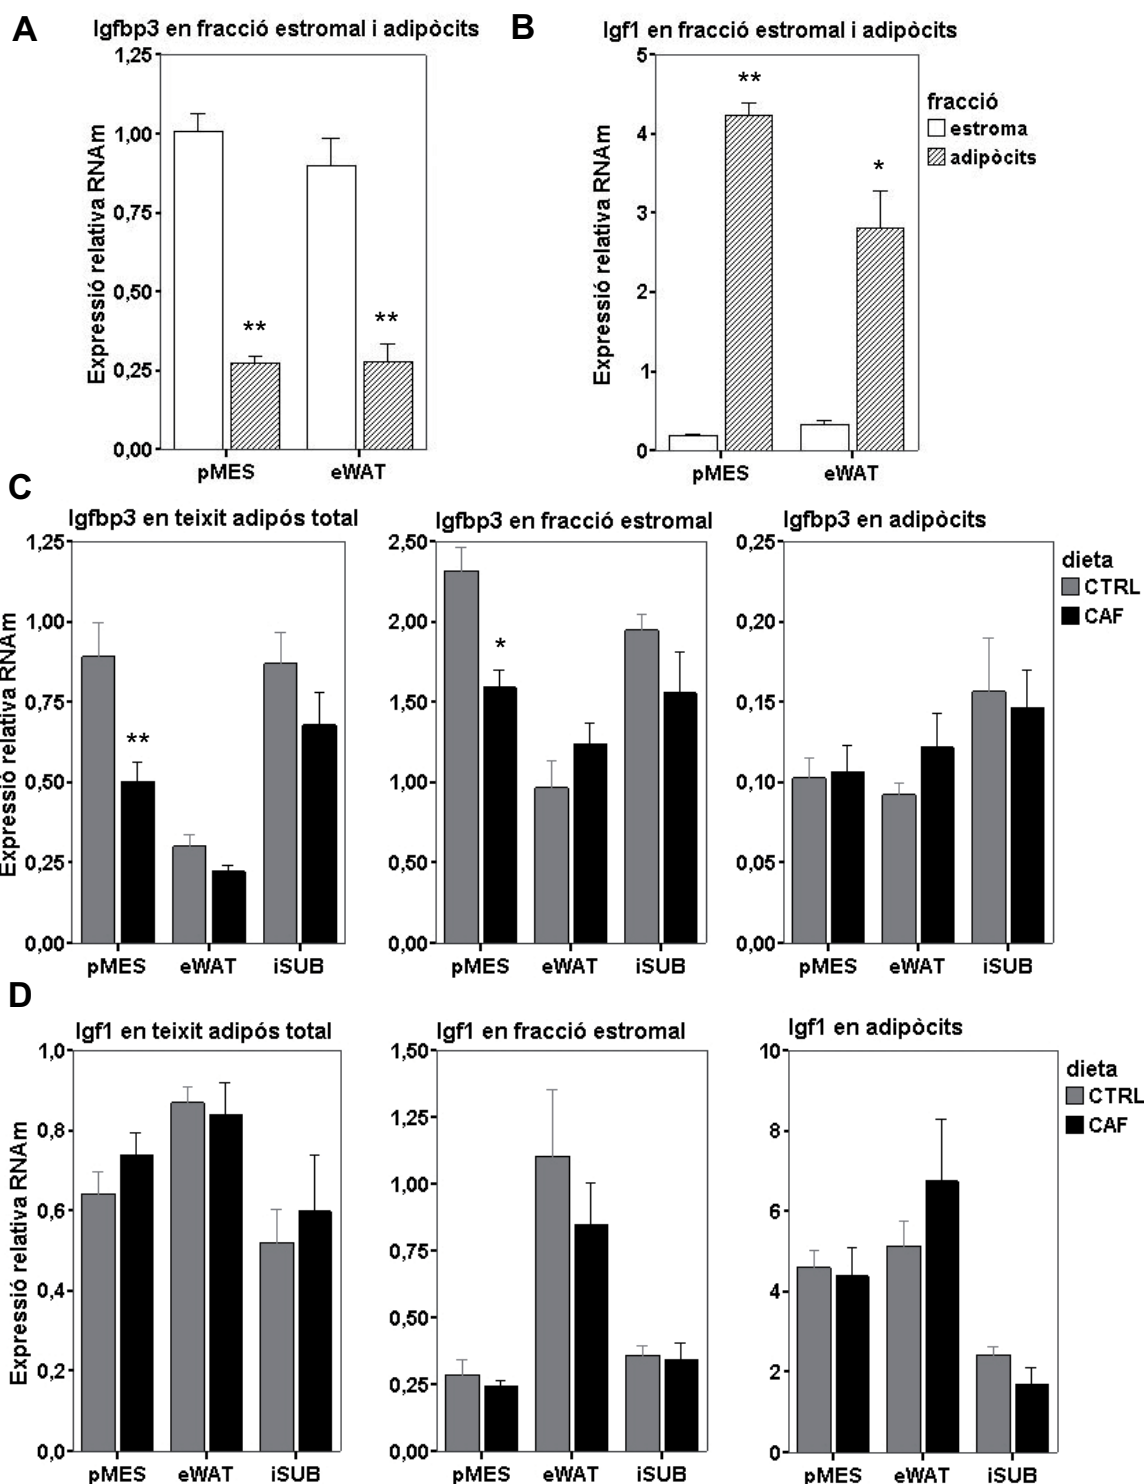 A
Igfbp3 en fracció estromal i adipòcits
Expressió relativa RNAm
1,25
1,00
0,75
0,50
0,25
0,00
**
**
pMES eWAT
B
Igf1 en fracció estromal i adipòcits
Expressió relativa RNAm
5
4
3
2
1
0
**
*
pMES eWAT
fracció
estroma
adipòcits
C
Igfbp3 en teixit adipós total
Expressió relativa RNAm
1,25
1,00
0,75
0,50
0,25
0,00
**
pMES eWAT iSUB
Igfbp3 en fracció estromal
2,50
2,00
1,50
1,00
0,50
0,00
*
pMES eWAT iSUB
Igfbp3 en adipòcits
0,25
0,20
0,15
0,10
0,05
0,00
pMES eWAT iSUB
dieta
CTRL
CAF
D
Igf1 en teixit adipós total
Expressió relativa RNAm
1,0
0,8
0,6
0,4
0,2
0,0
pMES eWAT iSUB
Igf1 en fracció estromal
1,50
1,25
1,00
0,75
0,50
0,25
0,00
pMES eWAT iSUB
Igf1 en adipòcits
10
8
6
4
2
0
pMES eWAT iSUB
dieta
CTRL
CAF